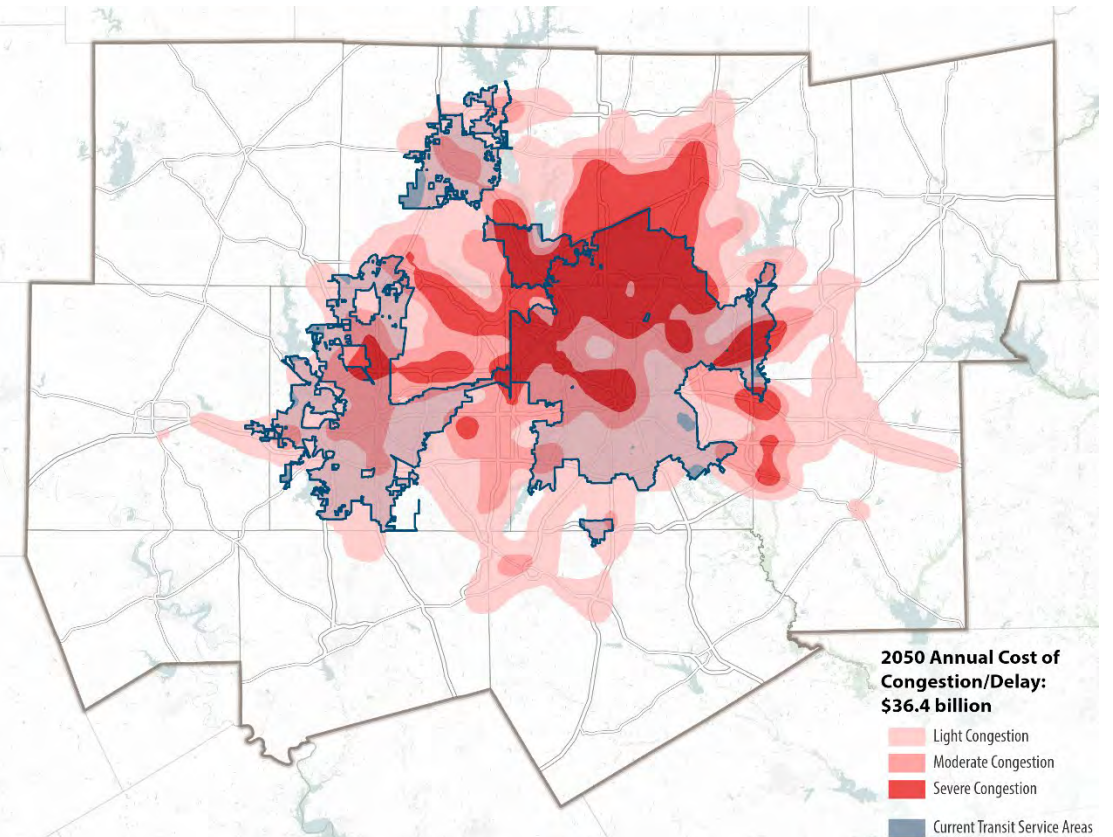 2050 Annual Cost of
Congestion/Delay:
$36.4 billion
Light Congestion
Moderate Congestion
Severe Congestion
Current Transit Service Areas